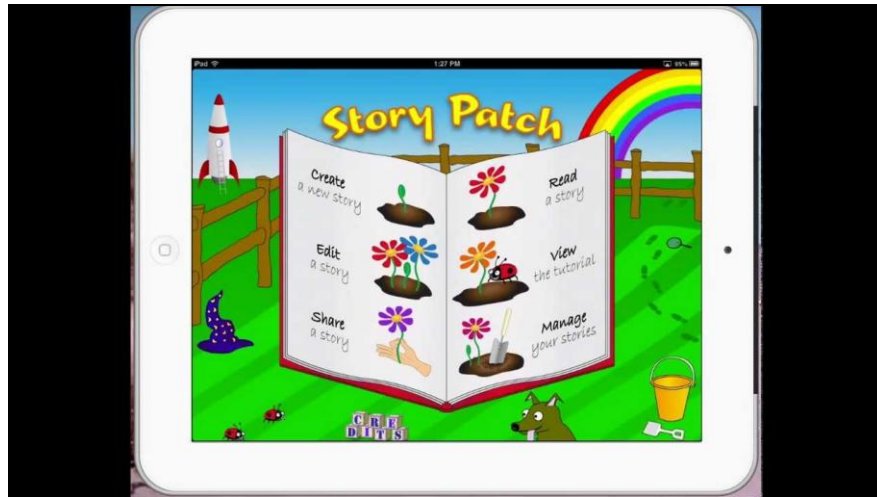 iPad
1:27 PM
95%
Story Patch
Create
a new story
Edit
a story
Share
a story
Read
a story
View
the tutorial
Manage
your stories
CRE
DITS